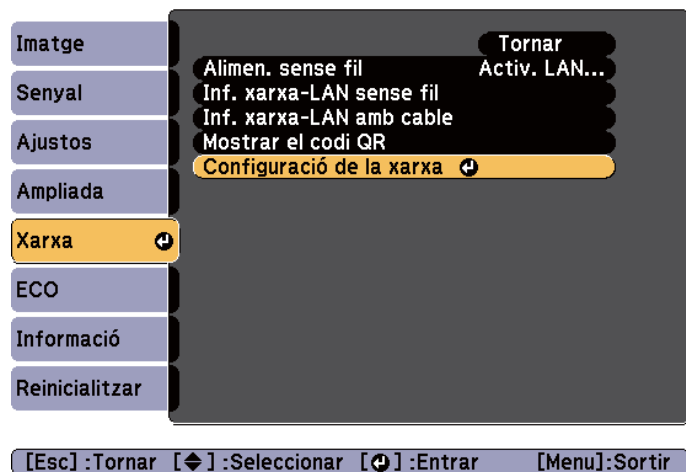 Imatge
Senyal
Ajustos
Ampliada
Xarxa
ECO
Informació
Reinicialitzar
Tornar
Alimen. sense fil Activ. LAN...
Inf. xarxa-LAN sense fil
Inf. xarxa-LAN amb cable
Mostrar el codi QR
Configuració de la xarxa
[Esc] :Tornar [◆] :Seleccionar [↵] :Entrar [Menu]:Sortir